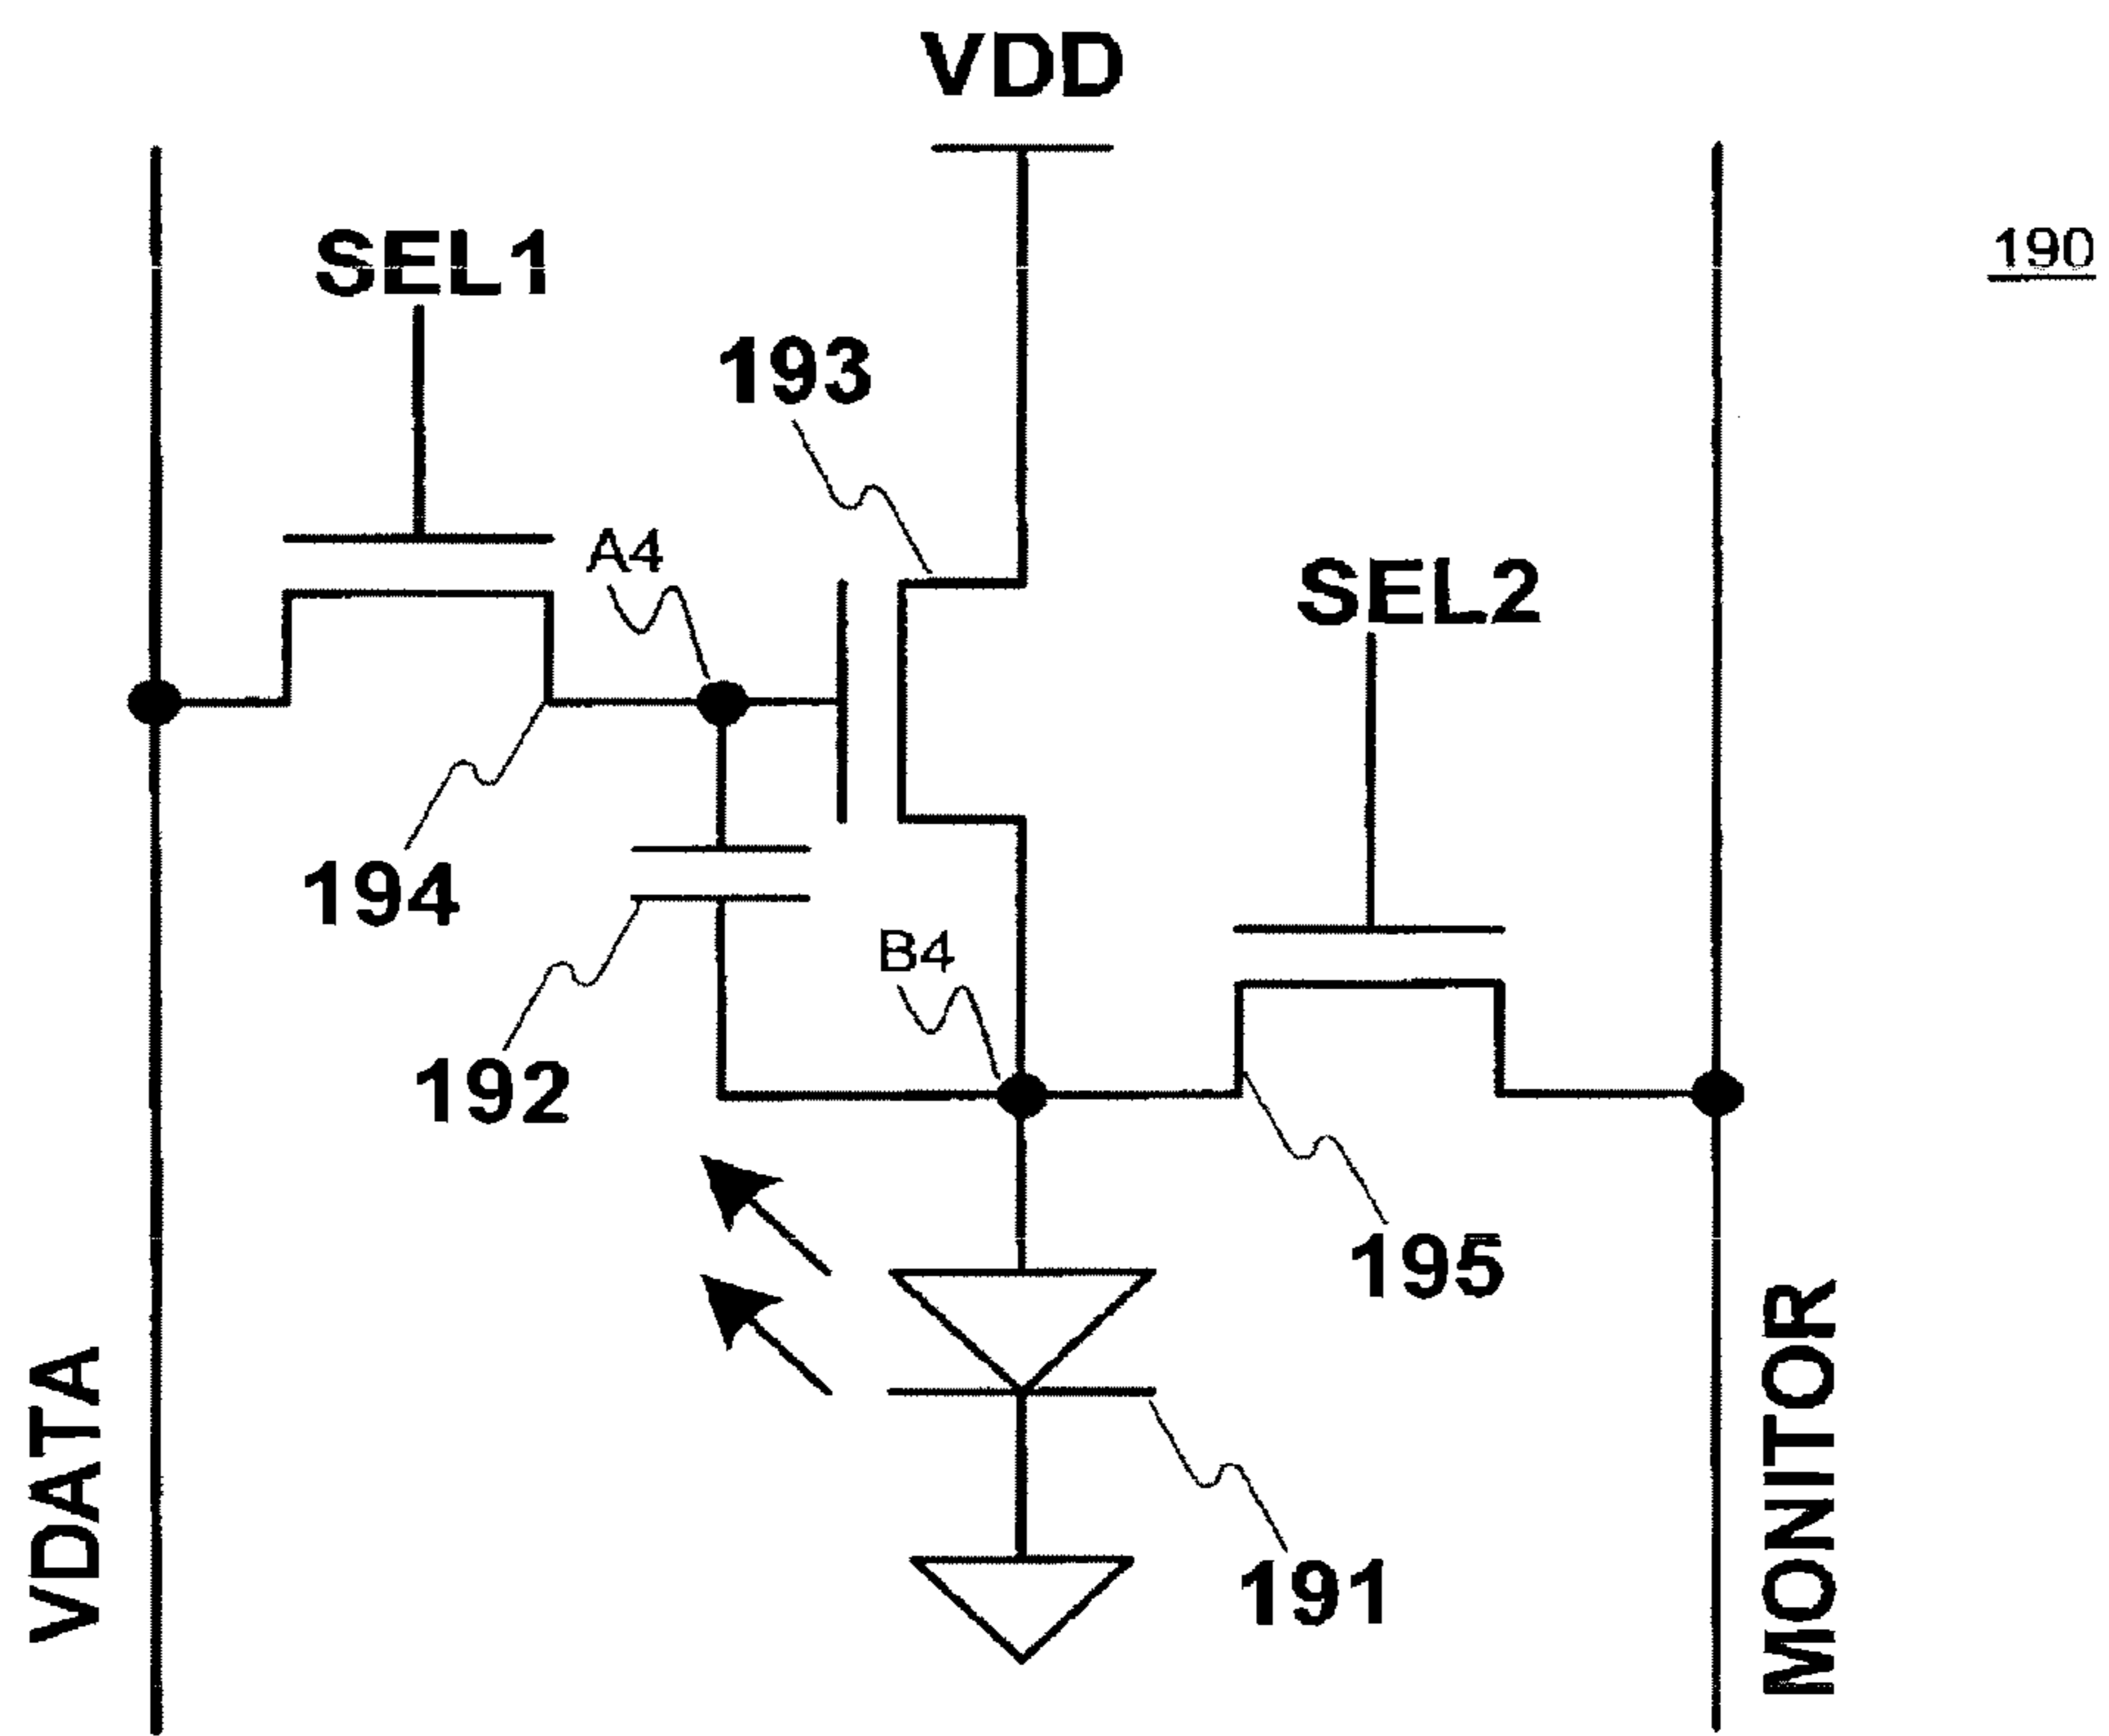 VDD
SEL1
190
193
A4
SEL2
194
B4
192
195
191
VDATA
MONITOR